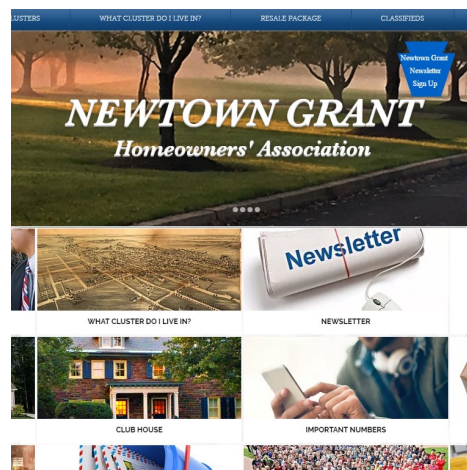 USTERS
WHAT CLUSTER DO I LIVE IN?
RESALE PACKAGE
CLASSIFIEDS
Newtown Grant
Newsletter
Sign Up
NEWTOWN GRANT
Homeowners' Association
Newsletter
WHAT CLUSTER DO I LIVE IN?
NEWSLETTER
CLUB HOUSE
IMPORTANT NUMBERS